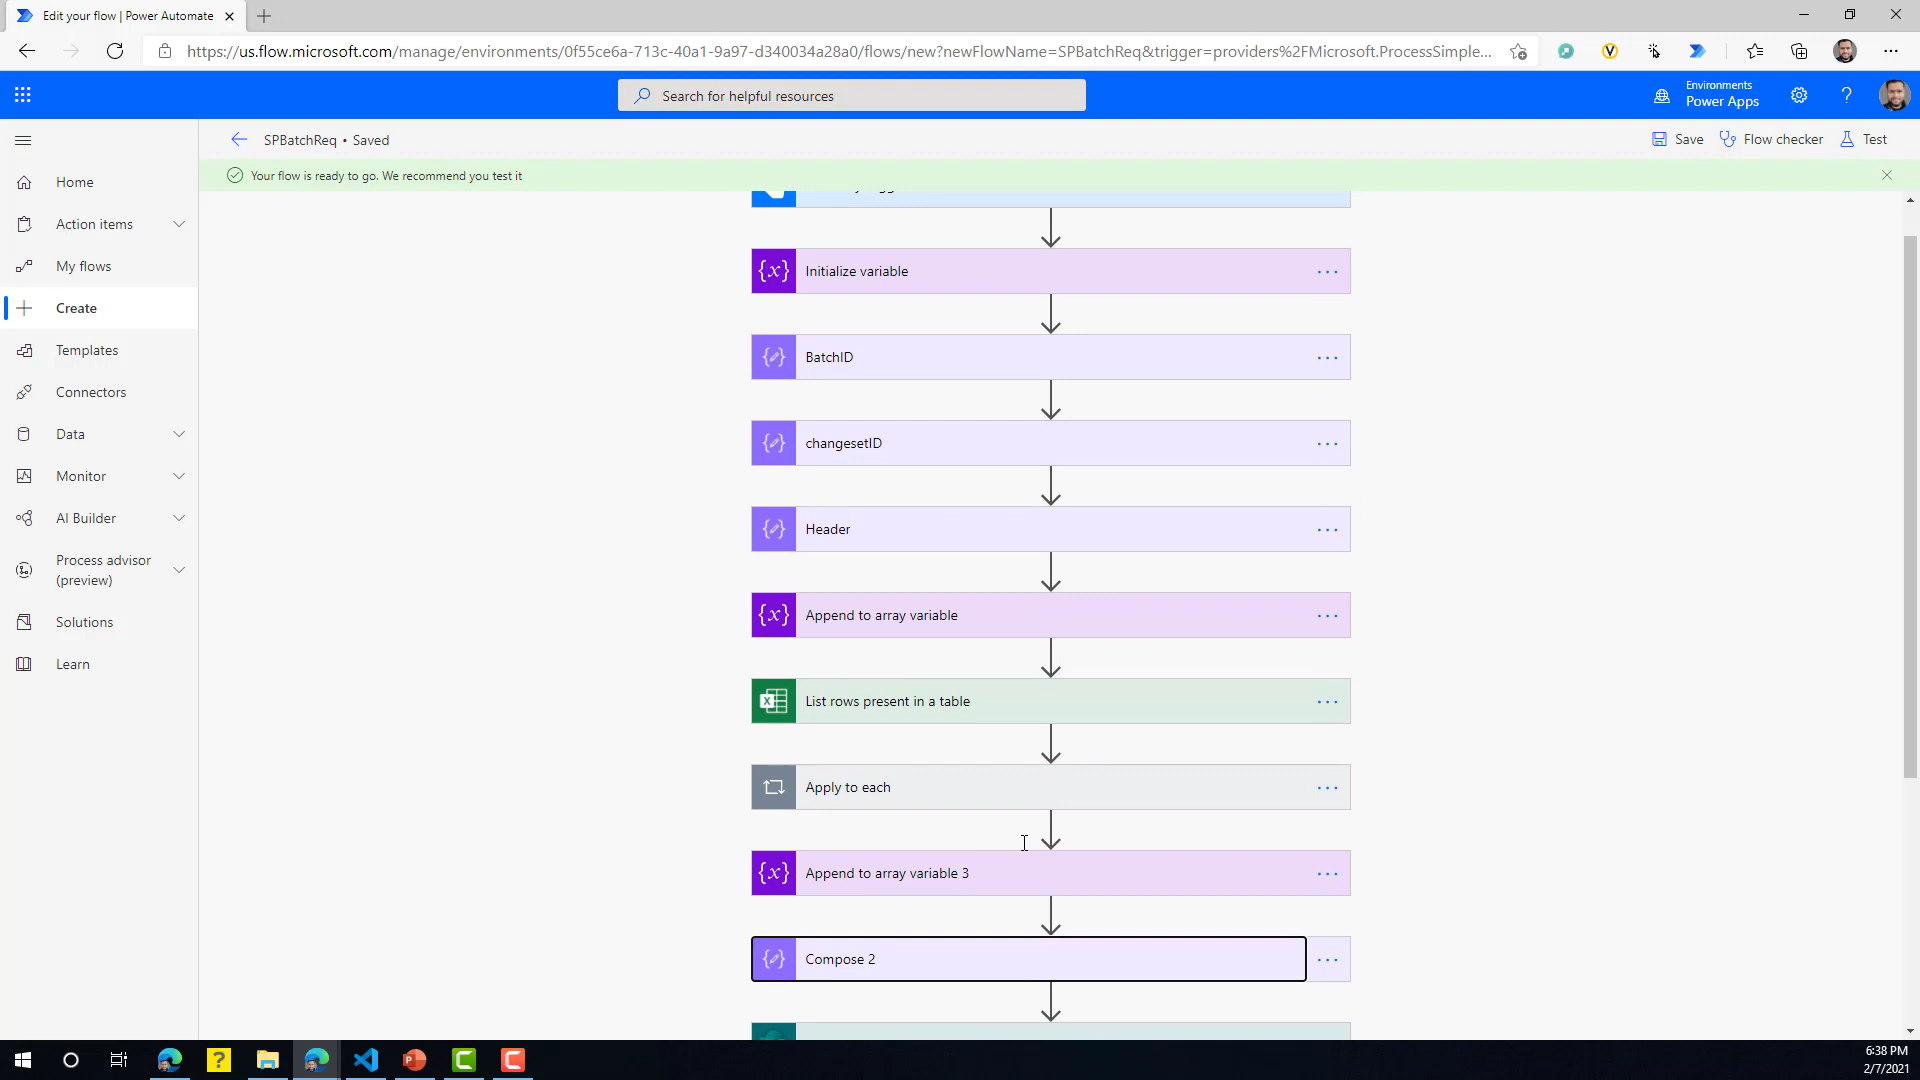 Edit your flow | Power Automate
https://us.flow.microsoft.com/manage/environments/0f55ce6a-713c-40a1-9a97-d340034a28a0/flows/new?newFlowName=SPBatchReq&trigger=providers%2FMicrosoft.ProcessSimple...
Search for helpful resources
Environments
Power Apps
SPBatchReq • Saved
Save
Flow checker
Test
Your flow is ready to go. We recommend you test it
Home
Action items
My flows
Create
Templates
Connectors
Data
Monitor
AI Builder
Process advisor
(preview)
Solutions
Learn
Initialize variable
BatchID
changesetID
Header
Append to array variable
List rows present in a table
Apply to each
Append to array variable 3
Compose 2
6:38 PM
2/7/2021